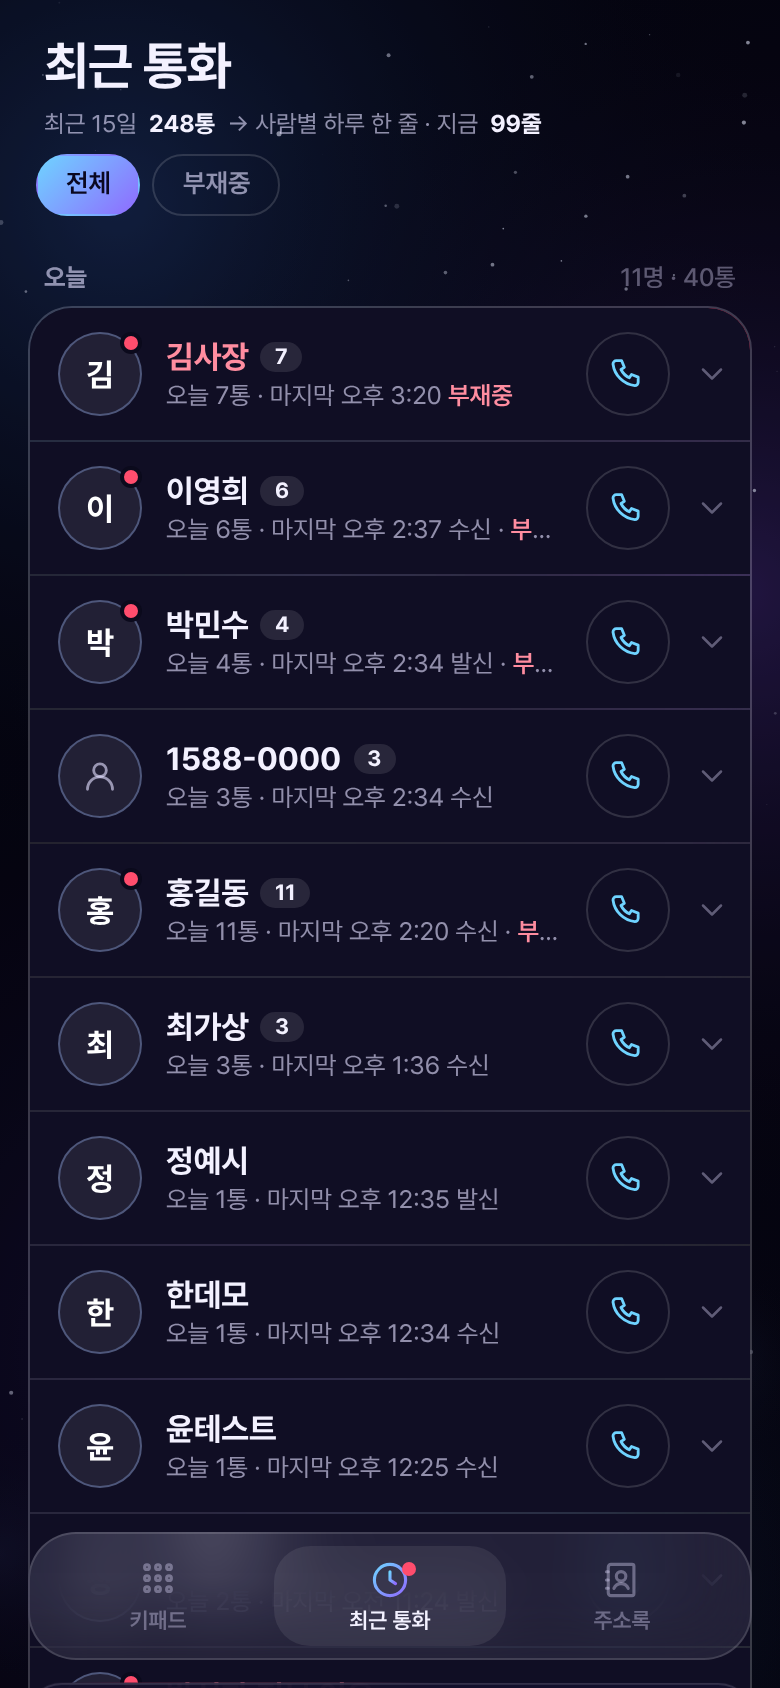 최근 통화
최근 15일 248통 → 사람별 하루 한 줄 · 지금 99줄
전체 부재중
오늘 11명 · 40통
김 김사장 7
오늘 7통 · 마지막 오후 3:20 부재중
이 이영희 6
오늘 6통 · 마지막 오후 2:37 수신 · 부...
박 박민수 4
오늘 4통 · 마지막 오후 2:34 발신 · 부...
1588-0000 3
오늘 3통 · 마지막 오후 2:34 수신
홍 홍길동 11
오늘 11통 · 마지막 오후 2:20 수신 · 부...
최 최가상 3
오늘 3통 · 마지막 오후 1:36 수신
정 정예시
오늘 1통 · 마지막 오후 12:35 발신
한 한데모
오늘 1통 · 마지막 오후 12:34 수신
윤 윤테스트
오늘 1통 · 마지막 오후 12:25 수신
오늘 2통 · 마지막 11:24 발신
키패드 최근 통화 주소록